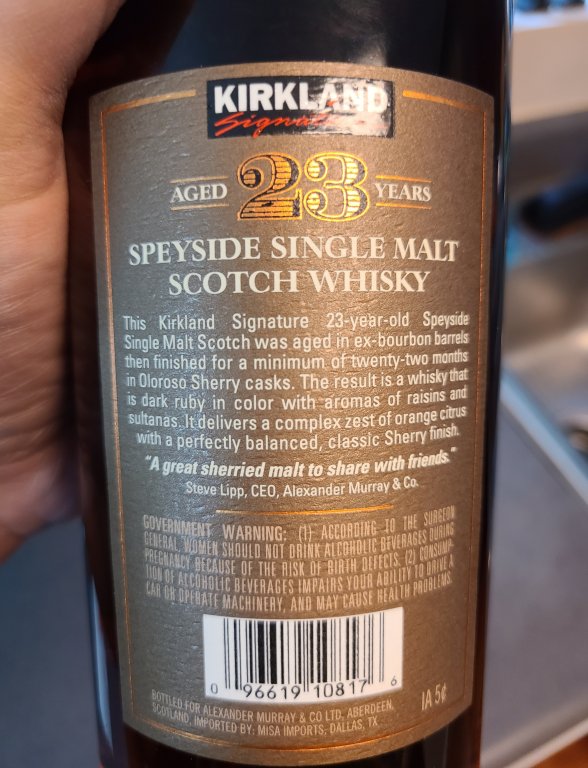 KIRKLAND
Signature
AGED 23 YEARS
SPEYSIDE SINGLE MALT
SCOTCH WHISKY
This Kirkland Signature 23-year-old Speyside
Single Malt Scotch was aged in ex-bourbon barrels
then finished for a minimum of twenty-two months
in Oloroso Sherry casks. The result is a whisky that
is dark ruby in color with aromas of raisins and
sultanas. It delivers a complex zest of orange citrus
with a perfectly balanced, classic Sherry finish.
“A great sherried malt to share with friends.”
Steve Lipp, CEO, Alexander Murray & Co.
GOVERNMENT WARNING: (1) ACCORDING TO THE SURGEON
GENERAL, WOMEN SHOULD NOT DRINK ALCOHOLIC BEVERAGES DURING
PREGNANCY BECAUSE OF THE RISK OF BIRTH DEFECTS. (2) CONSUMP-
TION OF ALCOHOLIC BEVERAGES IMPAIRS YOUR ABILITY TO DRIVE A
CAR OR OPERATE MACHINERY, AND MAY CAUSE HEALTH PROBLEMS.
0 96619 10817 6
BOTTLED FOR ALEXANDER MURRAY & CO LTD, ABERDEEN,
SCOTLAND, IMPORTED BY: MISA IMPORTS, DALLAS, TX.
IA 5¢